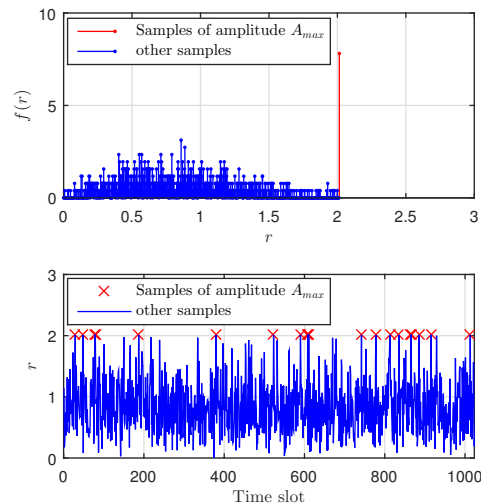 Samples of amplitude A_max
other samples
10
5
0
f(r)
0 0.5 1 1.5 2 2.5 3
r
Samples of amplitude A_max
other samples
3
2
1
0
r
0 200 400 600 800 1000
Time slot